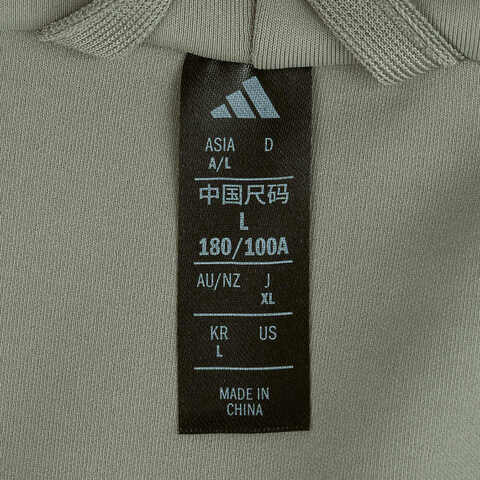 ASIA D
A/L
中国尺码
L
180/100A
AU/NZ J
XL
KR US
L
MADE IN
CHINA